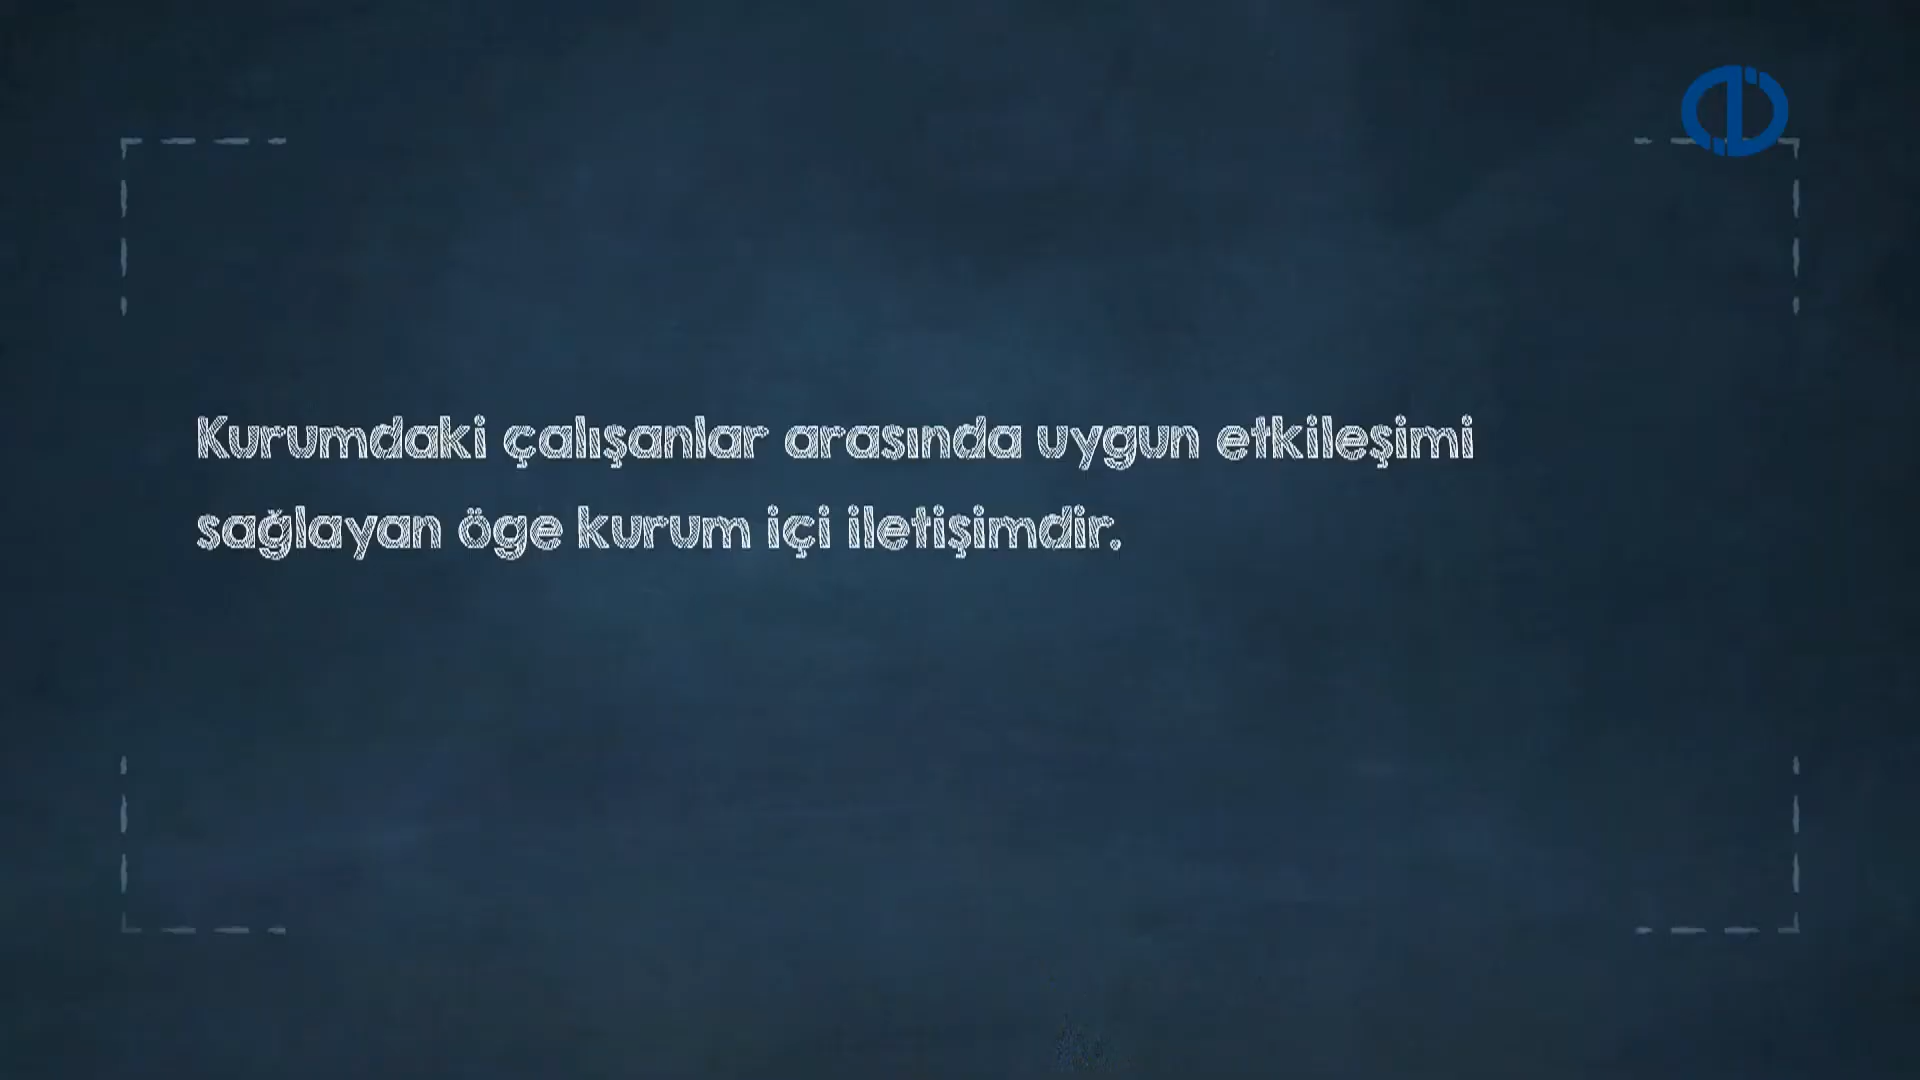 Kurumdaki çalışanlar arasında uygun etkileşimi
sağlayan öge kurum içi iletişimdir.